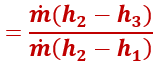 = ṁ(h₂ − h₃) / ṁ(h₂ − h₁)